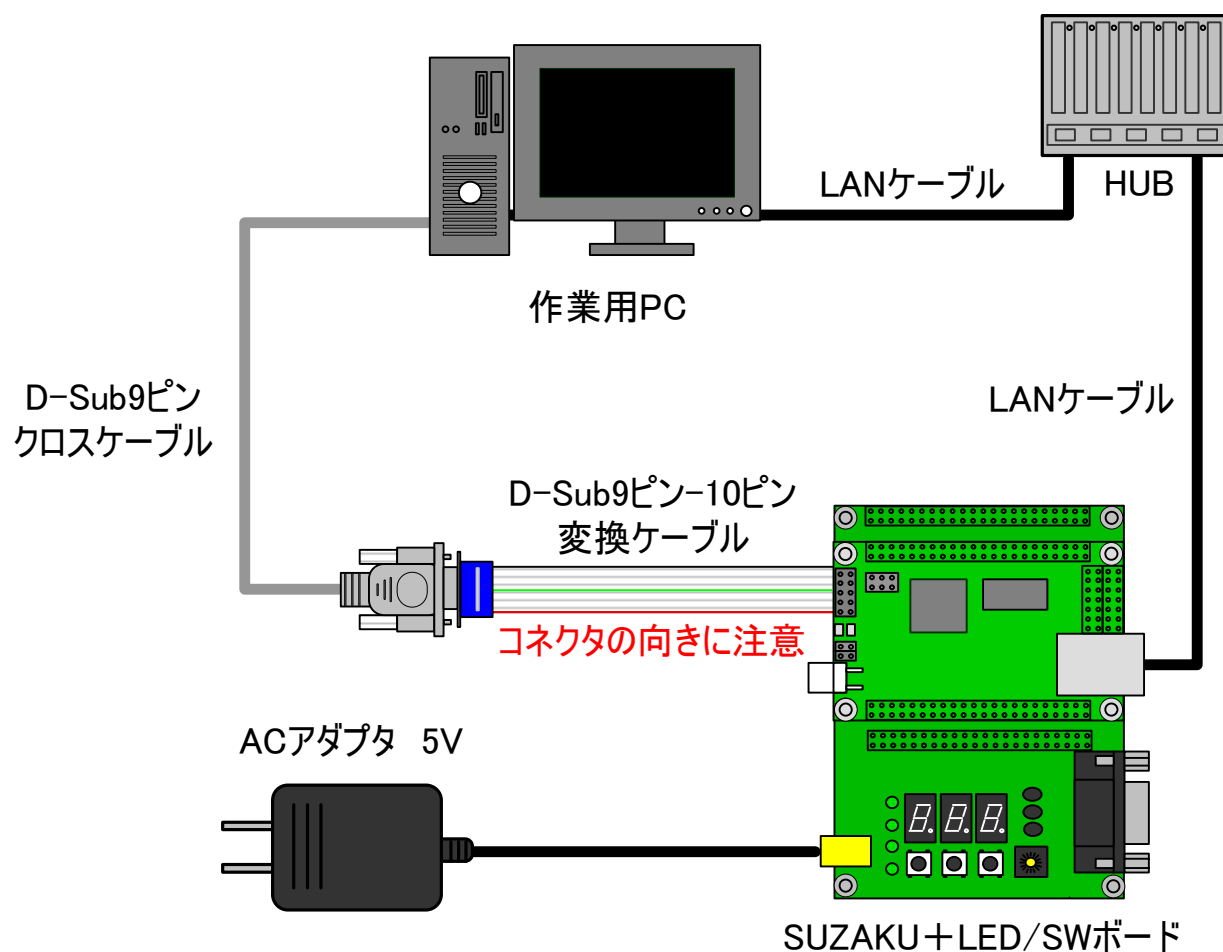 LANケーブル
HUB
作業用PC
D-Sub9ピン
クロスケーブル
LANケーブル
D-Sub9ピン-10ピン
変換ケーブル
コネクタの向きに注意
ACアダプタ 5V
SUZAKU+LED/SWボード